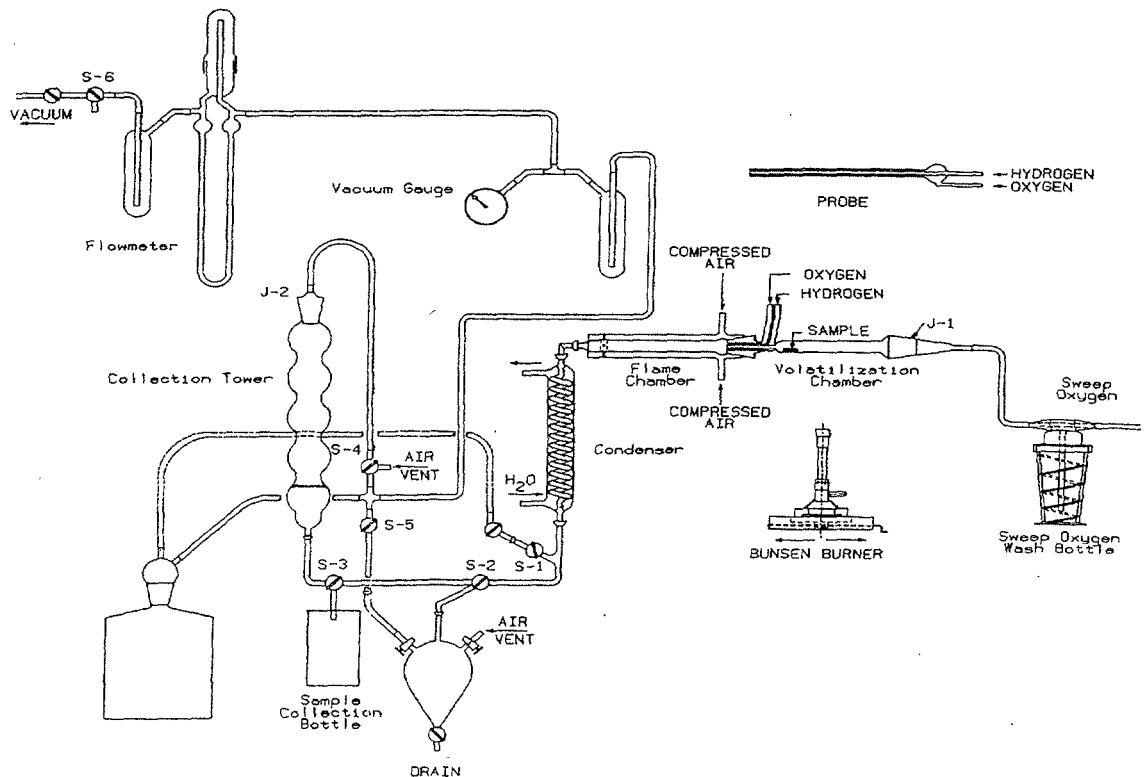 S-6
VACUUM
Flowmeter
Vacuum Gauge
HYDROGEN
OXYGEN
PROBE
COMPRESSED
AIR
OXYGEN
HYDROGEN
SAMPLE
J-1
J-2
Flame
Chamber
Volatilization
Chamber
Sweep
Oxygen
Collection Tower
COMPRESSED
AIR
S-4
AIR
VENT
Condenser
H2O
S-5
S-1
BUNSEN BURNER
Sweep Oxygen
Wash Bottle
S-3
S-2
AIR
VENT
Sample
Collection
Bottle
DRAIN